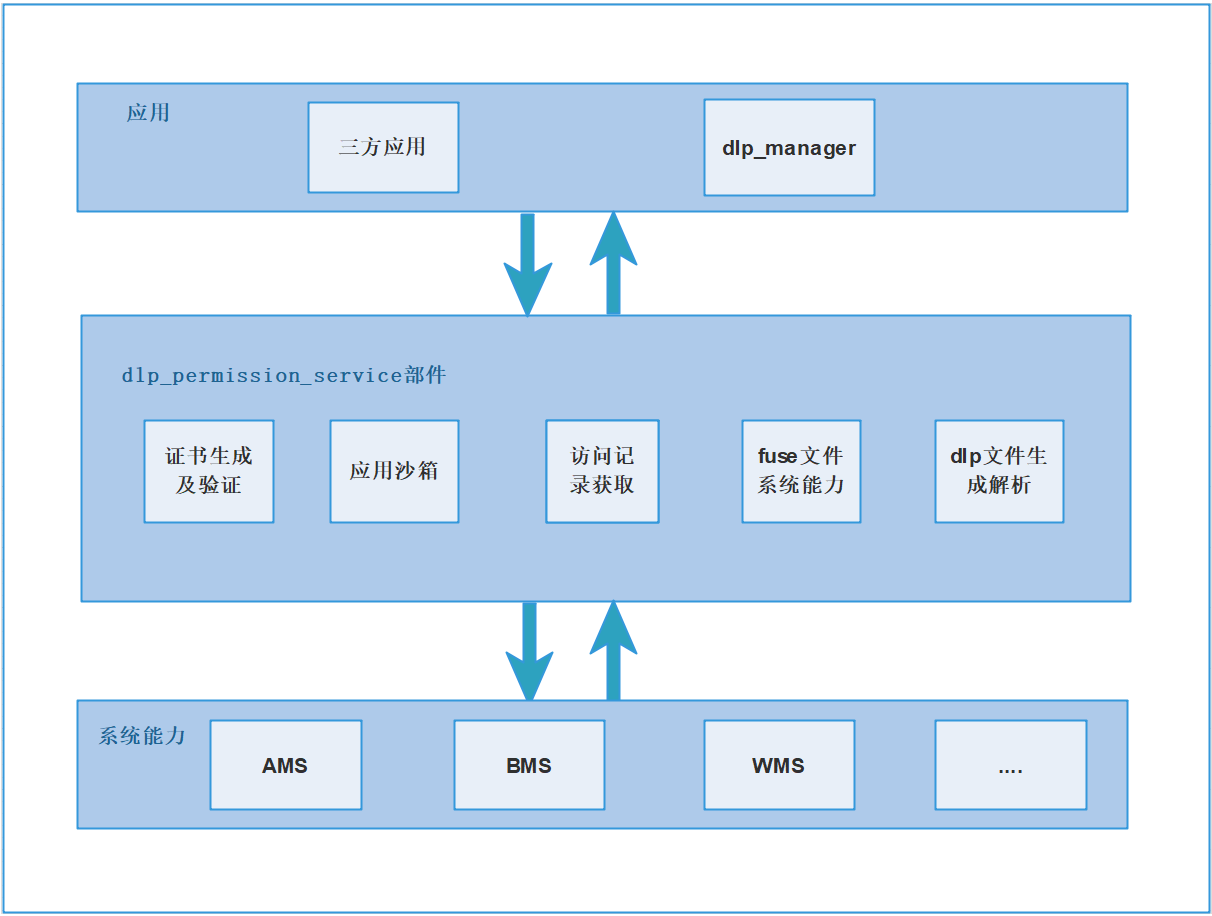 应用
三方应用
dlp_manager
dlp_permission_service部件
证书生成
及验证
应用沙箱
访问记
录获取
fuse文件
系统能力
dlp文件生
成解析
系统能力
AMS
BMS
WMS
....